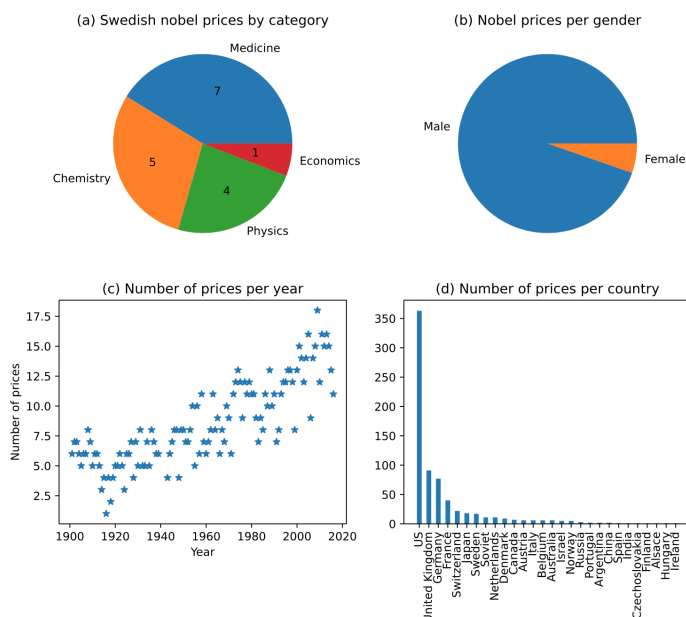 (a) Swedish nobel prices by category
Medicine
7
Chemistry
5
1
Economics
4
Physics
(b) Nobel prices per gender
Male
Female
(c) Number of prices per year
Number of prices
17.5
15.0
12.5
10.0
7.5
5.0
2.5
1900 1920 1940 1960 1980 2000 2020
Year
(d) Number of prices per country
350
300
250
200
150
100
50
0
US
United Kingdom
Germany
France
Switzerland
Japan
Sweden
Soviet
Netherlands
Denmark
Canada
Austria
Italy
Belgium
Australia
Israel
Norway
Russia
Portugal
Argentina
China
Spain
India
Czechoslovakia
Finland
Alsace
Hungary
Ireland